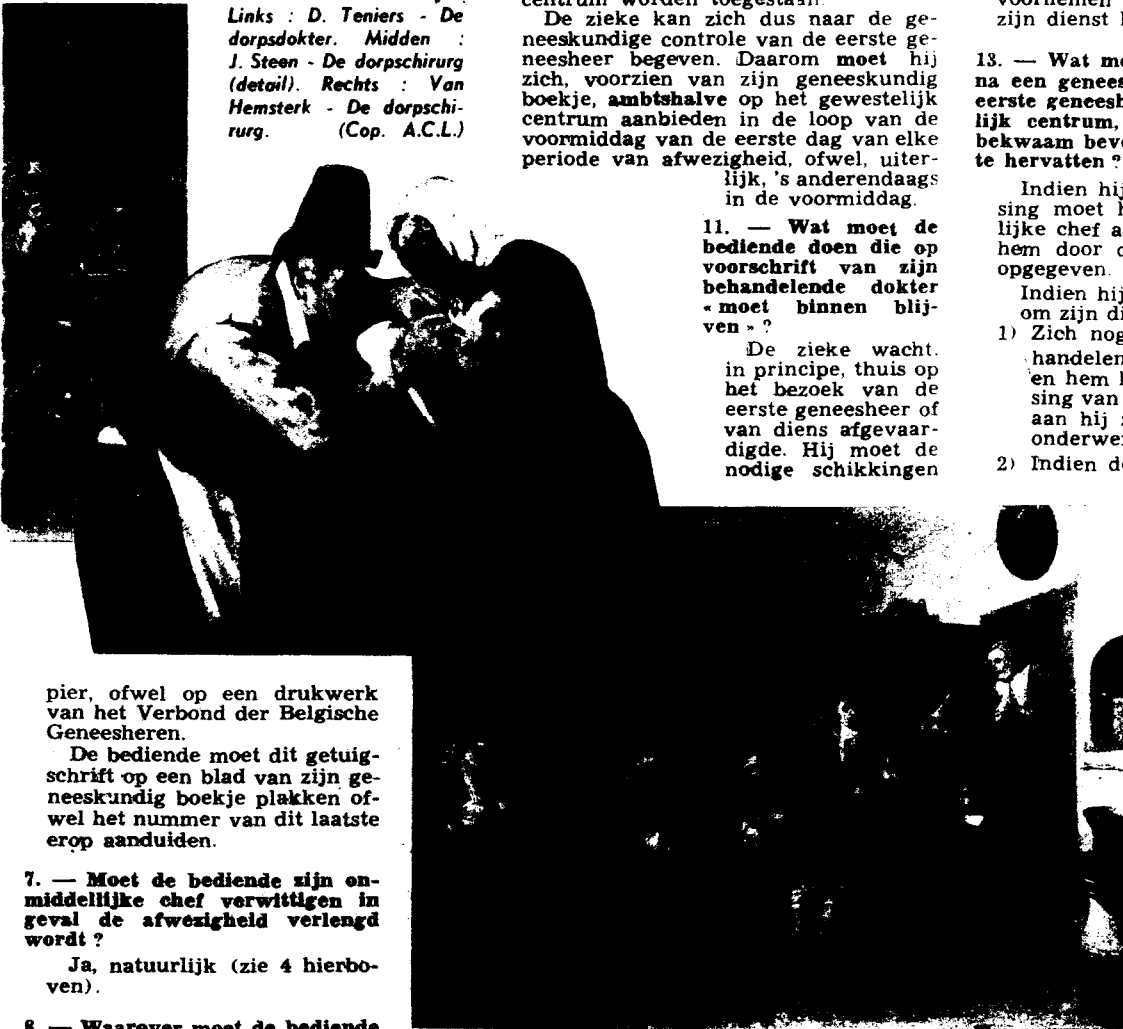 Links : D. Teniers - De
dorpsdokter. Midden :
J. Steen - De dorpschirurg
(detail). Rechts : Van
Hemsterk - De dorpschi-
rurg. (Cop. A.C.L.)
pier, ofwel op een drukwerk
van het Verbond der Belgische
Geneesheren.
De bediende moet dit getuig-
schrift op een blad van zijn ge-
neeskundig boekje plakken of-
wel het nummer van dit laatste
erop aanduiden.
7. — Moet de bediende zijn on-
middellijke chef verwittigen in
geval de afwezigheid verlengd
wordt ?
Ja, natuurlijk (zie 4 hierbo-
ven).
8. — Waarover moet de bediende
centrum worden toegestaan.
De zieke kan zich dus naar de ge-
neeskundige controle van de eerste ge-
neesheer begeven. Daarom moet hij
zich, voorzien van zijn geneeskundig
boekje, ambtshalve op het gewestelijk
centrum aanbieden in de loop van de
voormiddag van de eerste dag van elke
periode van afwezigheid, ofwel, uiter-
lijk, 's anderendaags
in de voormiddag.
11. — Wat moet de
bediende doen die op
voorschrift van zijn
behandelende dokter
« moet binnen blij-
ven » ?
De zieke wacht.
in principe, thuis op
het bezoek van de
eerste geneesheer of
van diens afgevaar-
digde. Hij moet de
nodige schikkingen
voornemen
zijn dienst
13. — Wat
na een
eerste
lijk centrum,
bekwaam
te hervatten ?
Indien
sing moet
lijke chef
hem door
opgegeven.
Indien
om zijn
1) Zich
en hem
sing van
aan hij
2) Indien